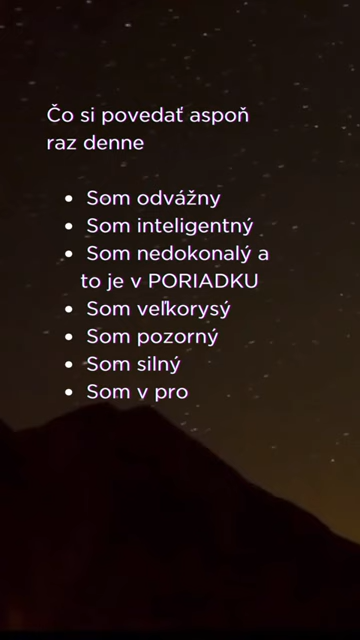 Čo si povedať aspoň
raz denne
• Som odvážny
• Som inteligentný
• Som nedokonalý a
to je v PORIADKU
• Som veľkorysý
• Som pozorný
• Som silný
• Som v pro